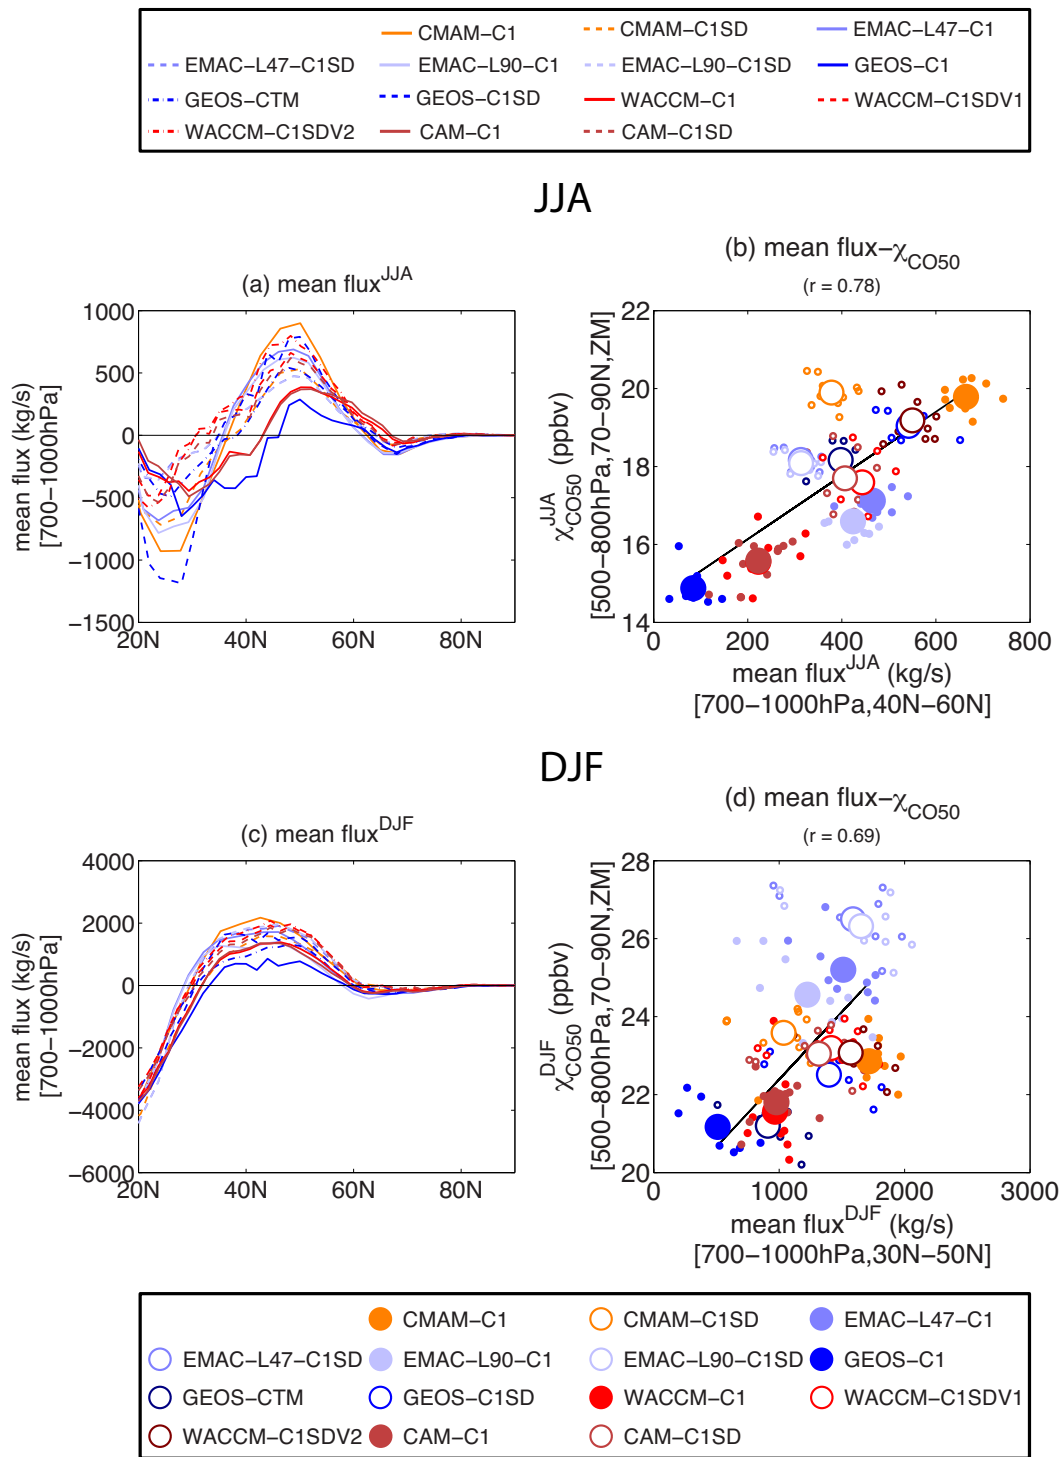 CMAM−C1 CMAM−C1SD EMAC−L47−C1
EMAC−L47−C1SD EMAC−L90−C1 EMAC−L90−C1SD GEOS−C1
GEOS−CTM GEOS−C1SD WACCM−C1 WACCM−C1SDV1
WACCM−C1SDV2 CAM−C1 CAM−C1SD
JJA
(a) mean flux^JJA
mean flux (kg/s)
[700−1000hPa]
1000
500
0
−500
−1000
−1500
20N 40N 60N 80N
(b) mean flux−χ_CO50
(r = 0.78)
χ^JJA_CO50 (ppbv)
[500−800hPa,70−90N,ZM]
22
20
18
16
14
0 200 400 600 800
mean flux^JJA (kg/s)
[700−1000hPa,40N−60N]
DJF
(c) mean flux^DJF
mean flux (kg/s)
[700−1000hPa]
4000
2000
0
−2000
−4000
−6000
20N 40N 60N 80N
(d) mean flux−χ_CO50
(r = 0.69)
χ^DJF_CO50 (ppbv)
[500−800hPa,70−90N,ZM]
28
26
24
22
20
0 1000 2000 3000
mean flux^DJF (kg/s)
[700−1000hPa,30N−50N]
CMAM−C1 CMAM−C1SD EMAC−L47−C1
EMAC−L47−C1SD EMAC−L90−C1 EMAC−L90−C1SD GEOS−C1
GEOS−CTM GEOS−C1SD WACCM−C1 WACCM−C1SDV1
WACCM−C1SDV2 CAM−C1 CAM−C1SD